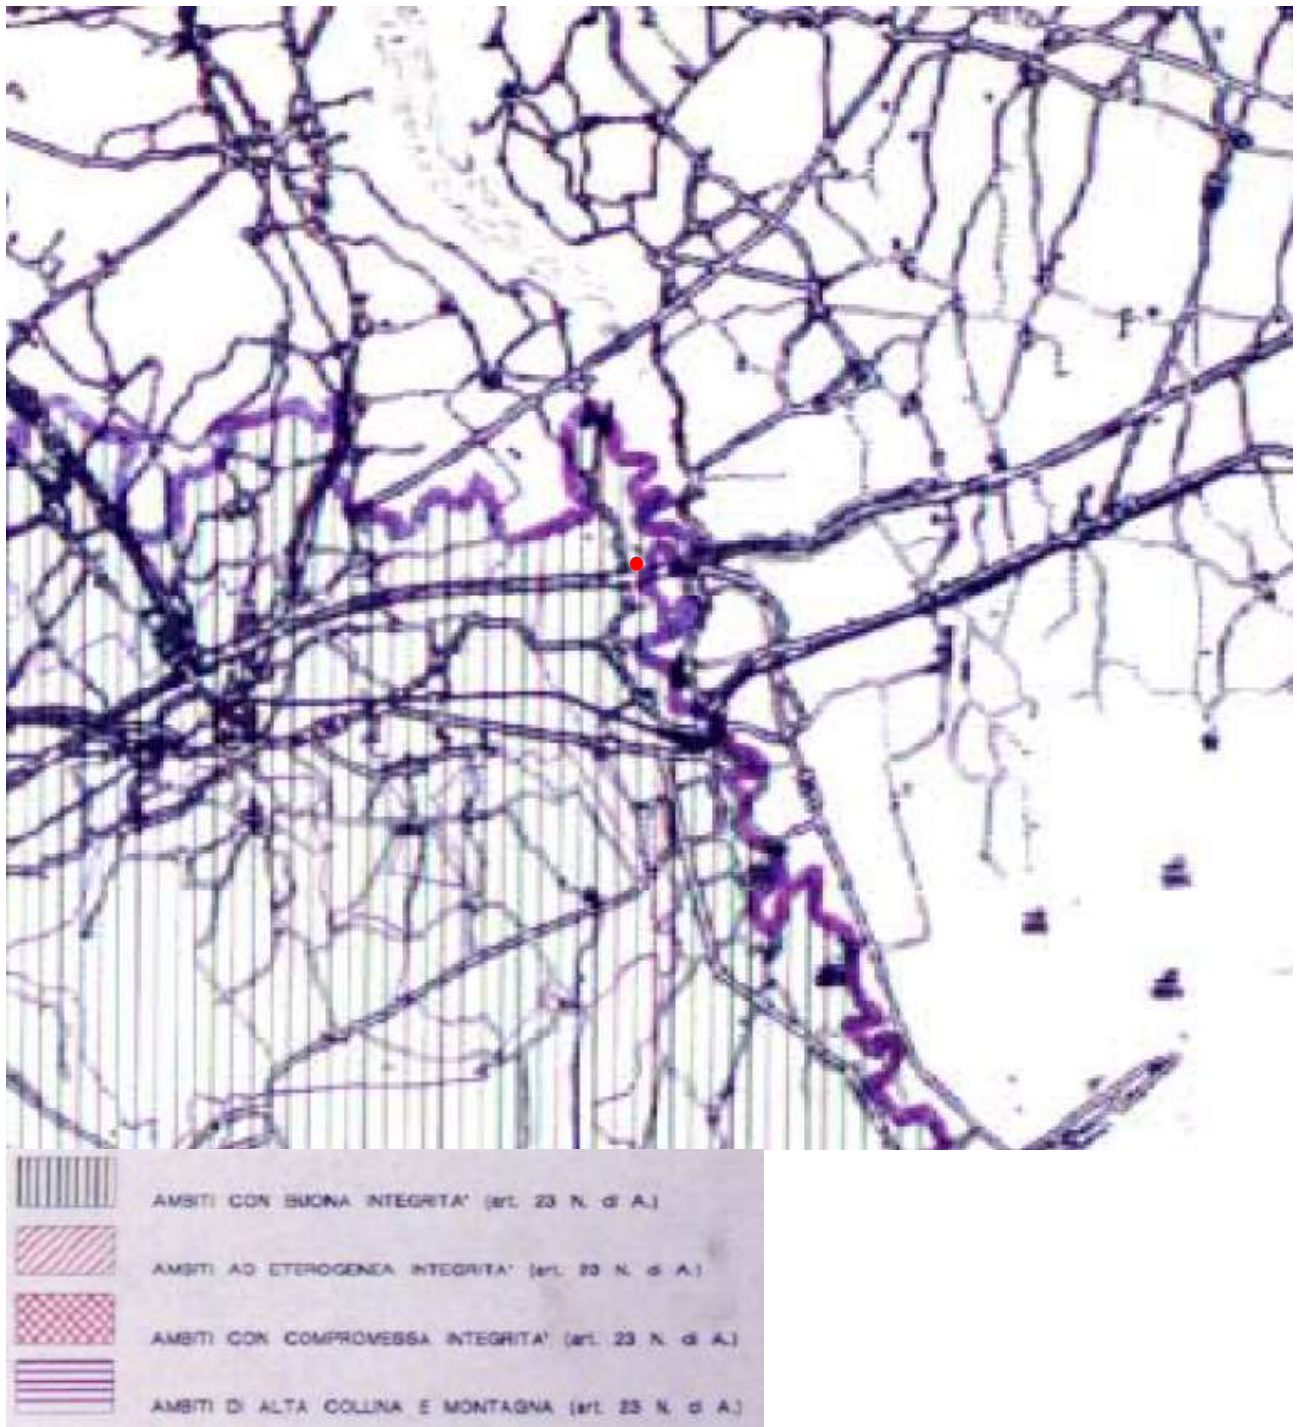 AMBITI CON BUONA INTEGRITA' (art. 23 N. di A.)
AMBITI AD ETEROGENEA INTEGRITA' (art. 23 N. di A.)
AMBITI CON COMPROMESSA INTEGRITA' (art. 23 N. di A.)
AMBITI DI ALTA COLLINA E MONTAGNA (art. 23 N. di A.)